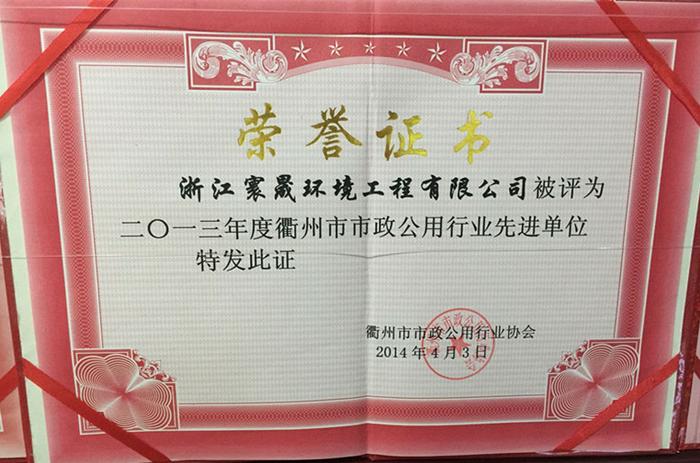 荣誉证书
浙江寰晟环境工程有限公司被评为
二〇一三年度衢州市市政公用行业先进单位
特发此证
衢州市市政公用行业协会
2014年4月3日